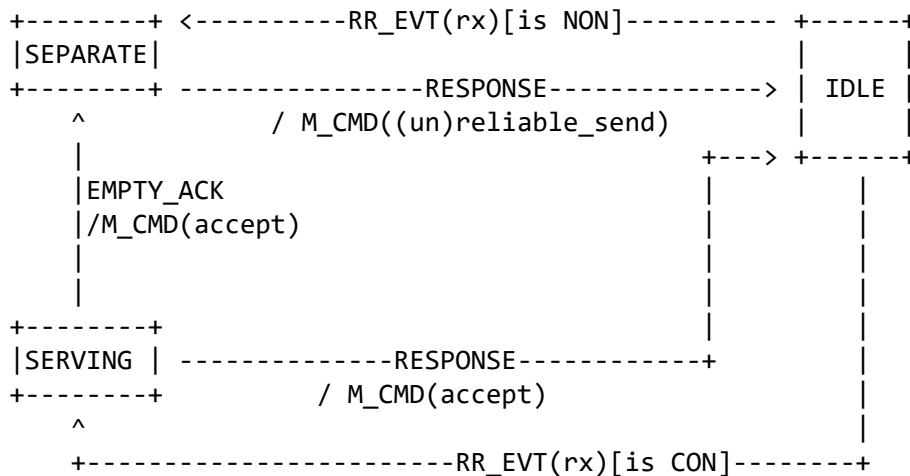 RR_EVT(rx)[is NON]
SEPARATE
RESPONSE
IDLE
/ M_CMD((un)reliable_send)
EMPTY_ACK
/M_CMD(accept)
SERVING
RESPONSE
/ M_CMD(accept)
RR_EVT(rx)[is CON]